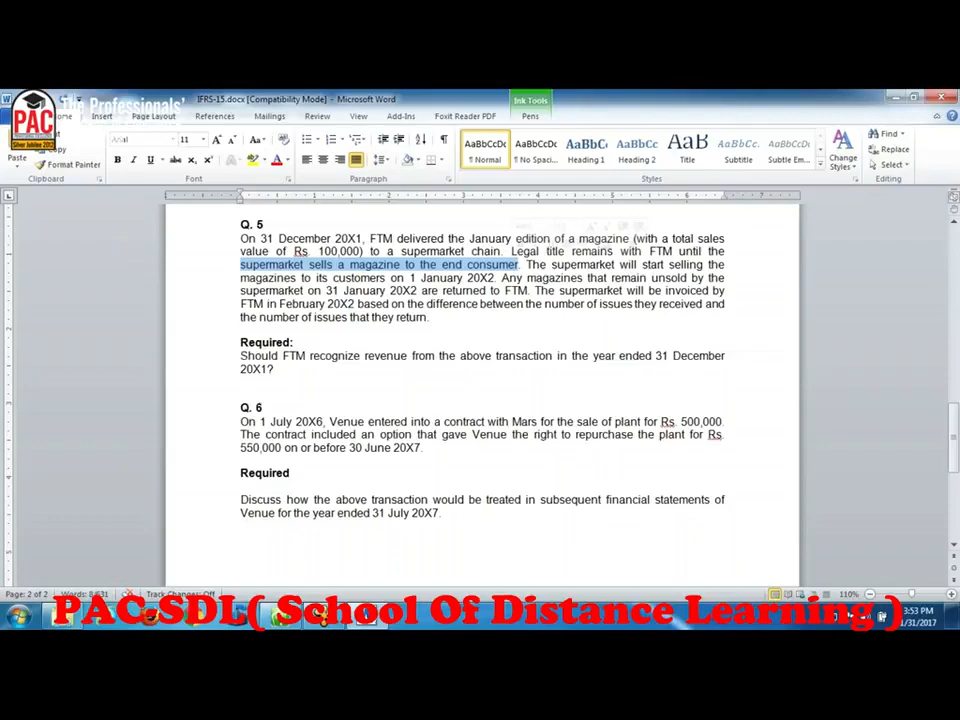 The Professionals'
PAC
Silver Jubilee 2012
IFRS-15.docx [Compatibility Mode] - Microsoft Word
Ink Tools
Insert Page Layout References Mailings Review View Add-Ins Foxit Reader PDF Pens
Paste
Format Painter
Arial 11
AaBbCcDc AaBbCcDc AaBbC AaBbCc AaB AaBbCc. AaBbCcDc
¶ Normal ¶ No Spaci... Heading 1 Heading 2 Title Subtitle Subtle Em...
Change Styles
Find
Replace
Select
Clipboard Font Paragraph Styles Editing
Q. 5
On 31 December 20X1, FTM delivered the January edition of a magazine (with a total sales
value of Rs. 100,000) to a supermarket chain. Legal title remains with FTM until the
supermarket sells a magazine to the end consumer. The supermarket will start selling the
magazines to its customers on 1 January 20X2. Any magazines that remain unsold by the
supermarket on 31 January 20X2 are returned to FTM. The supermarket will be invoiced by
FTM in February 20X2 based on the difference between the number of issues they received and
the number of issues that they return.
Required:
Should FTM recognize revenue from the above transaction in the year ended 31 December
20X1?
Q. 6
On 1 July 20X6, Venue entered into a contract with Mars for the sale of plant for Rs. 500,000.
The contract included an option that gave Venue the right to repurchase the plant for Rs.
550,000 on or before 30 June 20X7.
Required
Discuss how the above transaction would be treated in subsequent financial statements of
Venue for the year ended 31 July 20X7.
Page: 2 of 2 Words: 8,631 Track Changes: Off 110%
PAC-SDL( School Of Distance Learning )
3:53 PM